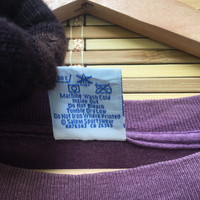 Machine Wash Cold
Inside Out
Do Not Bleach
Tumble Dry Low
Do Not Iron Where Printed
© Salem Sportswear